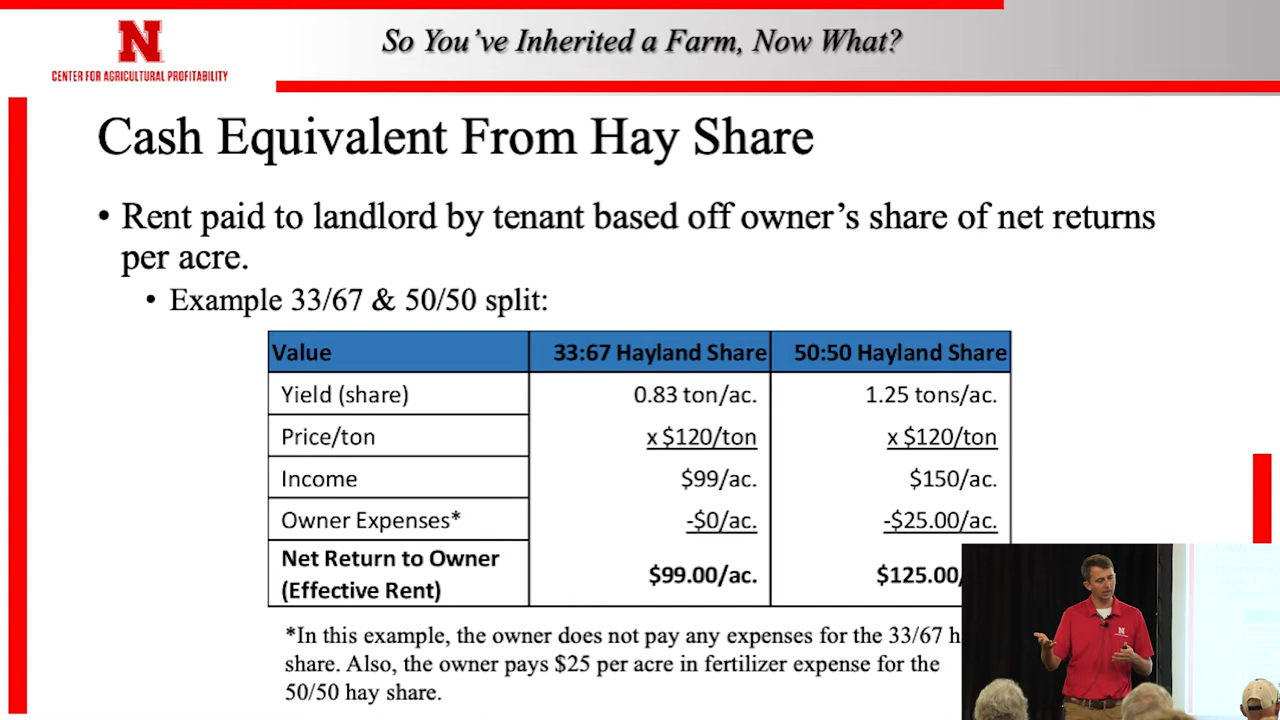 So You've Inherited a Farm, Now What?
N
CENTER FOR AGRICULTURAL PROFITABILITY
Cash Equivalent From Hay Share
• Rent paid to landlord by tenant based off owner's share of net returns
per acre.
• Example 33/67 & 50/50 split:
Value 33:67 Hayland Share 50:50 Hayland Share
Yield (share) 0.83 ton/ac. 1.25 tons/ac.
Price/ton x $120/ton x $120/ton
Income $99/ac. $150/ac.
Owner Expenses* -$0/ac. -$25.00/ac.
Net Return to Owner
(Effective Rent) $99.00/ac. $125.00/
*In this example, the owner does not pay any expenses for the 33/67 h
share. Also, the owner pays $25 per acre in fertilizer expense for the
50/50 hay share.
N